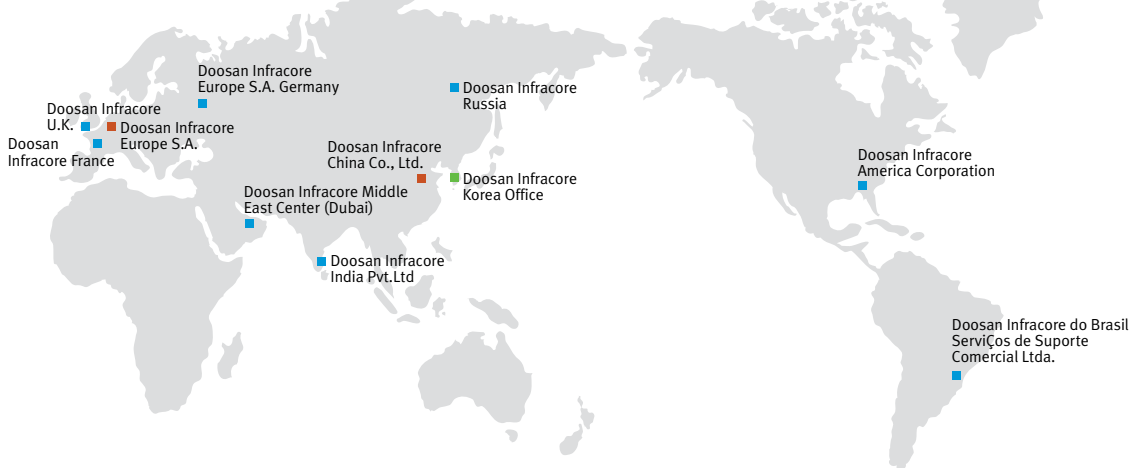 Doosan Infracore
Europe S.A. Germany
Doosan Infracore
Russia
Doosan Infracore
U.K.
Doosan Infracore
Europe S.A.
Doosan
Infracore France
Doosan Infracore
China Co., Ltd.
Doosan Infracore
Korea Office
Doosan Infracore
America Corporation
Doosan Infracore Middle
East Center (Dubai)
Doosan Infracore
India Pvt.Ltd
Doosan Infracore do Brasil
ServiÇos de Suporte
Comercial Ltda.